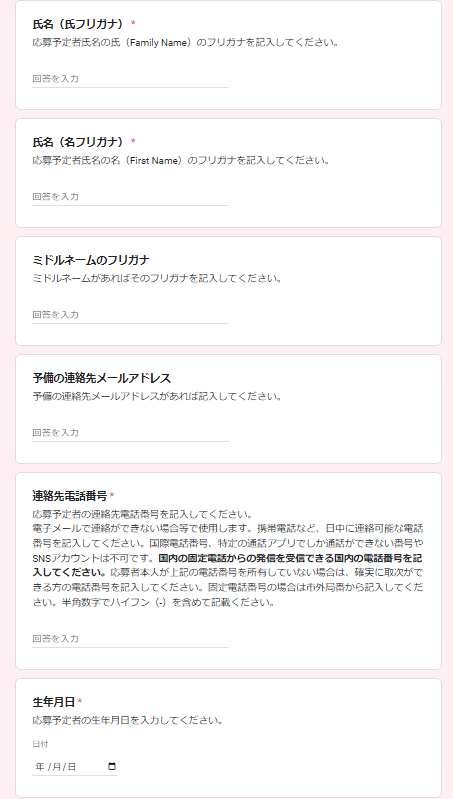 氏名（氏フリガナ） *
応募予定者氏名の氏（Family Name）のフリガナを記入してください。
回答を入力
氏名（名フリガナ） *
応募予定者氏名の名（First Name）のフリガナを記入してください。
回答を入力
ミドルネームのフリガナ
ミドルネームがあればそのフリガナを記入してください。
回答を入力
予備の連絡先メールアドレス
予備の連絡先メールアドレスがあれば記入してください。
回答を入力
連絡先電話番号 *
応募予定者の連絡先電話番号を記入してください。
電子メールで連絡ができない場合等で使用します。携帯電話など、日中に連絡可能な電話
番号を記入してください。国際電話番号、特定の通話アプリでしか通話ができない番号や
SNSアカウントは不可です。国内の固定電話からの発信を受信できる国内の電話番号を記
入してください。応募者本人が上記の電話番号を所有していない場合は、確実に取次がで
きる方の電話番号を記入してください。固定電話番号の場合は市外局番から記入してくだ
さい。半角数字でハイフン（-）を含めて記載ください。
回答を入力
生年月日 *
応募予定者の生年月日を入力してください。
日付
年 /月/日